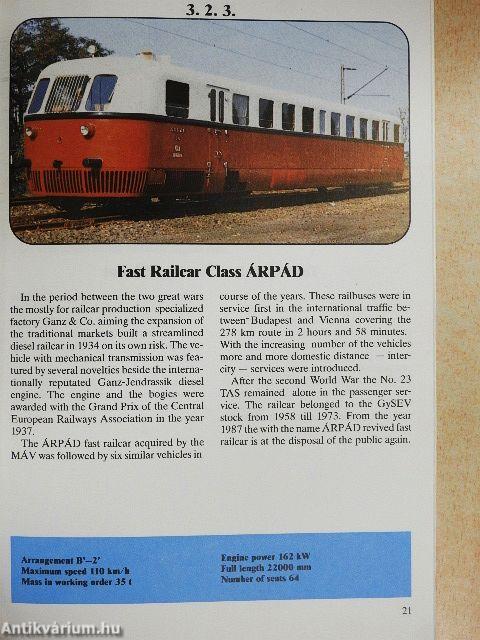 3. 2. 3.
Fast Railcar Class ÁRPÁD
In the period between the two great wars
the mostly for railcar production specialized
factory Ganz & Co. aiming the expansion of
the traditional markets built a streamlined
diesel railcar in 1934 on its own risk. The ve-
hicle with mechanical transmission was fea-
tured by several novelties beside the interna-
tionally reputated Ganz-Jendrassik diesel
engine. The engine and the bogies were
awarded with the Grand Prix of the Central
European Railways Association in the year
1937.
The ÁRPÁD fast railcar acquired by the
MÁV was followed by six similar vehicles in
course of the years. These railbuses were in
service first in the international traffic be-
tween Budapest and Vienna covering the
278 km route in 2 hours and 58 minutes.
With the increasing number of the vehicles
more and more domestic distance — inter-
city — services were introduced.
After the second World War the No. 23
TAS remained alone in the passenger ser-
vice. The railcar belonged to the GySEV
stock from 1958 till 1973. From the year
1987 the with the name ÁRPÁD revived fast
railcar is at the disposal of the public again.
Arrangement B'–2'
Maximum speed 110 km/h
Mass in working order 35 t
Engine power 162 kW
Full length 22000 mm
Number of seats 64
21
Antikvárium.hu